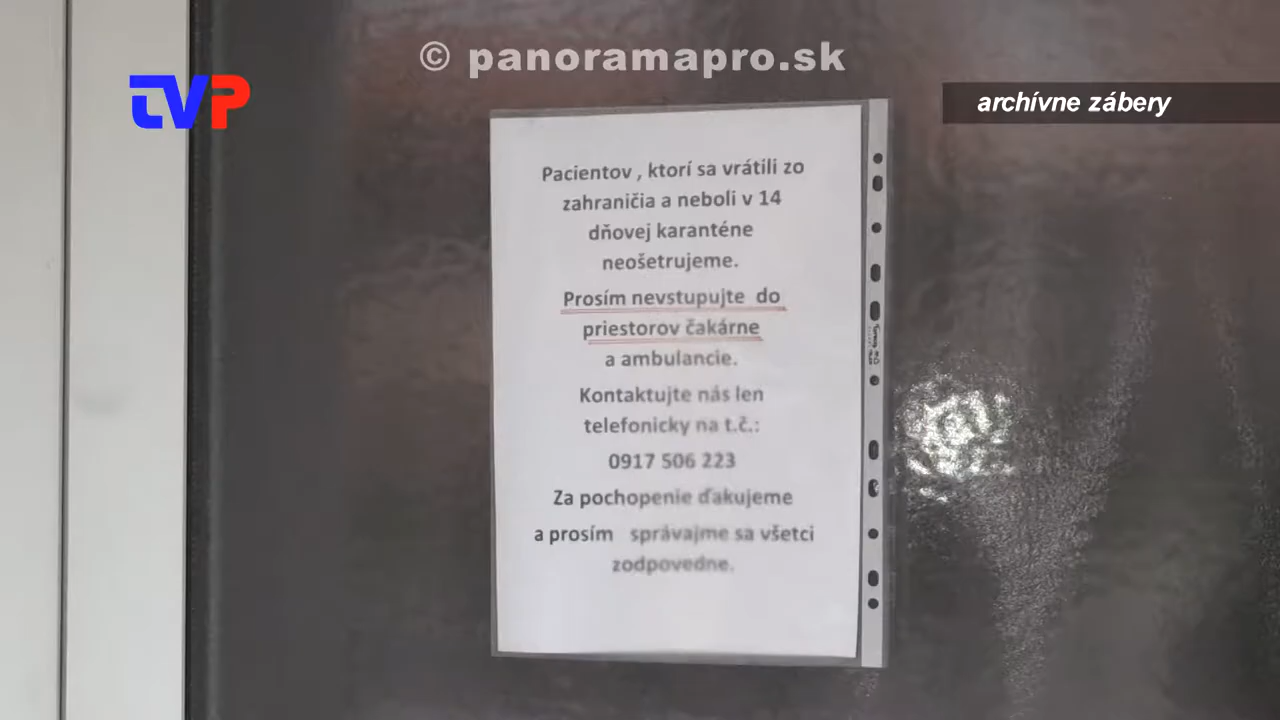 © panoramapro.sk
TVP
archívne zábery
Pacientov , ktorí sa vrátili zo
zahraničia a neboli v 14
dňovej karanténe
neošetrujeme.
Prosím nevstupujte do
priestorov čakárne
a ambulancie.
Kontaktujte nás len
telefonicky na t.č.:
0917 506 223
Za pochopenie ďakujeme
a prosím správajme sa všetci
zodpovedne.